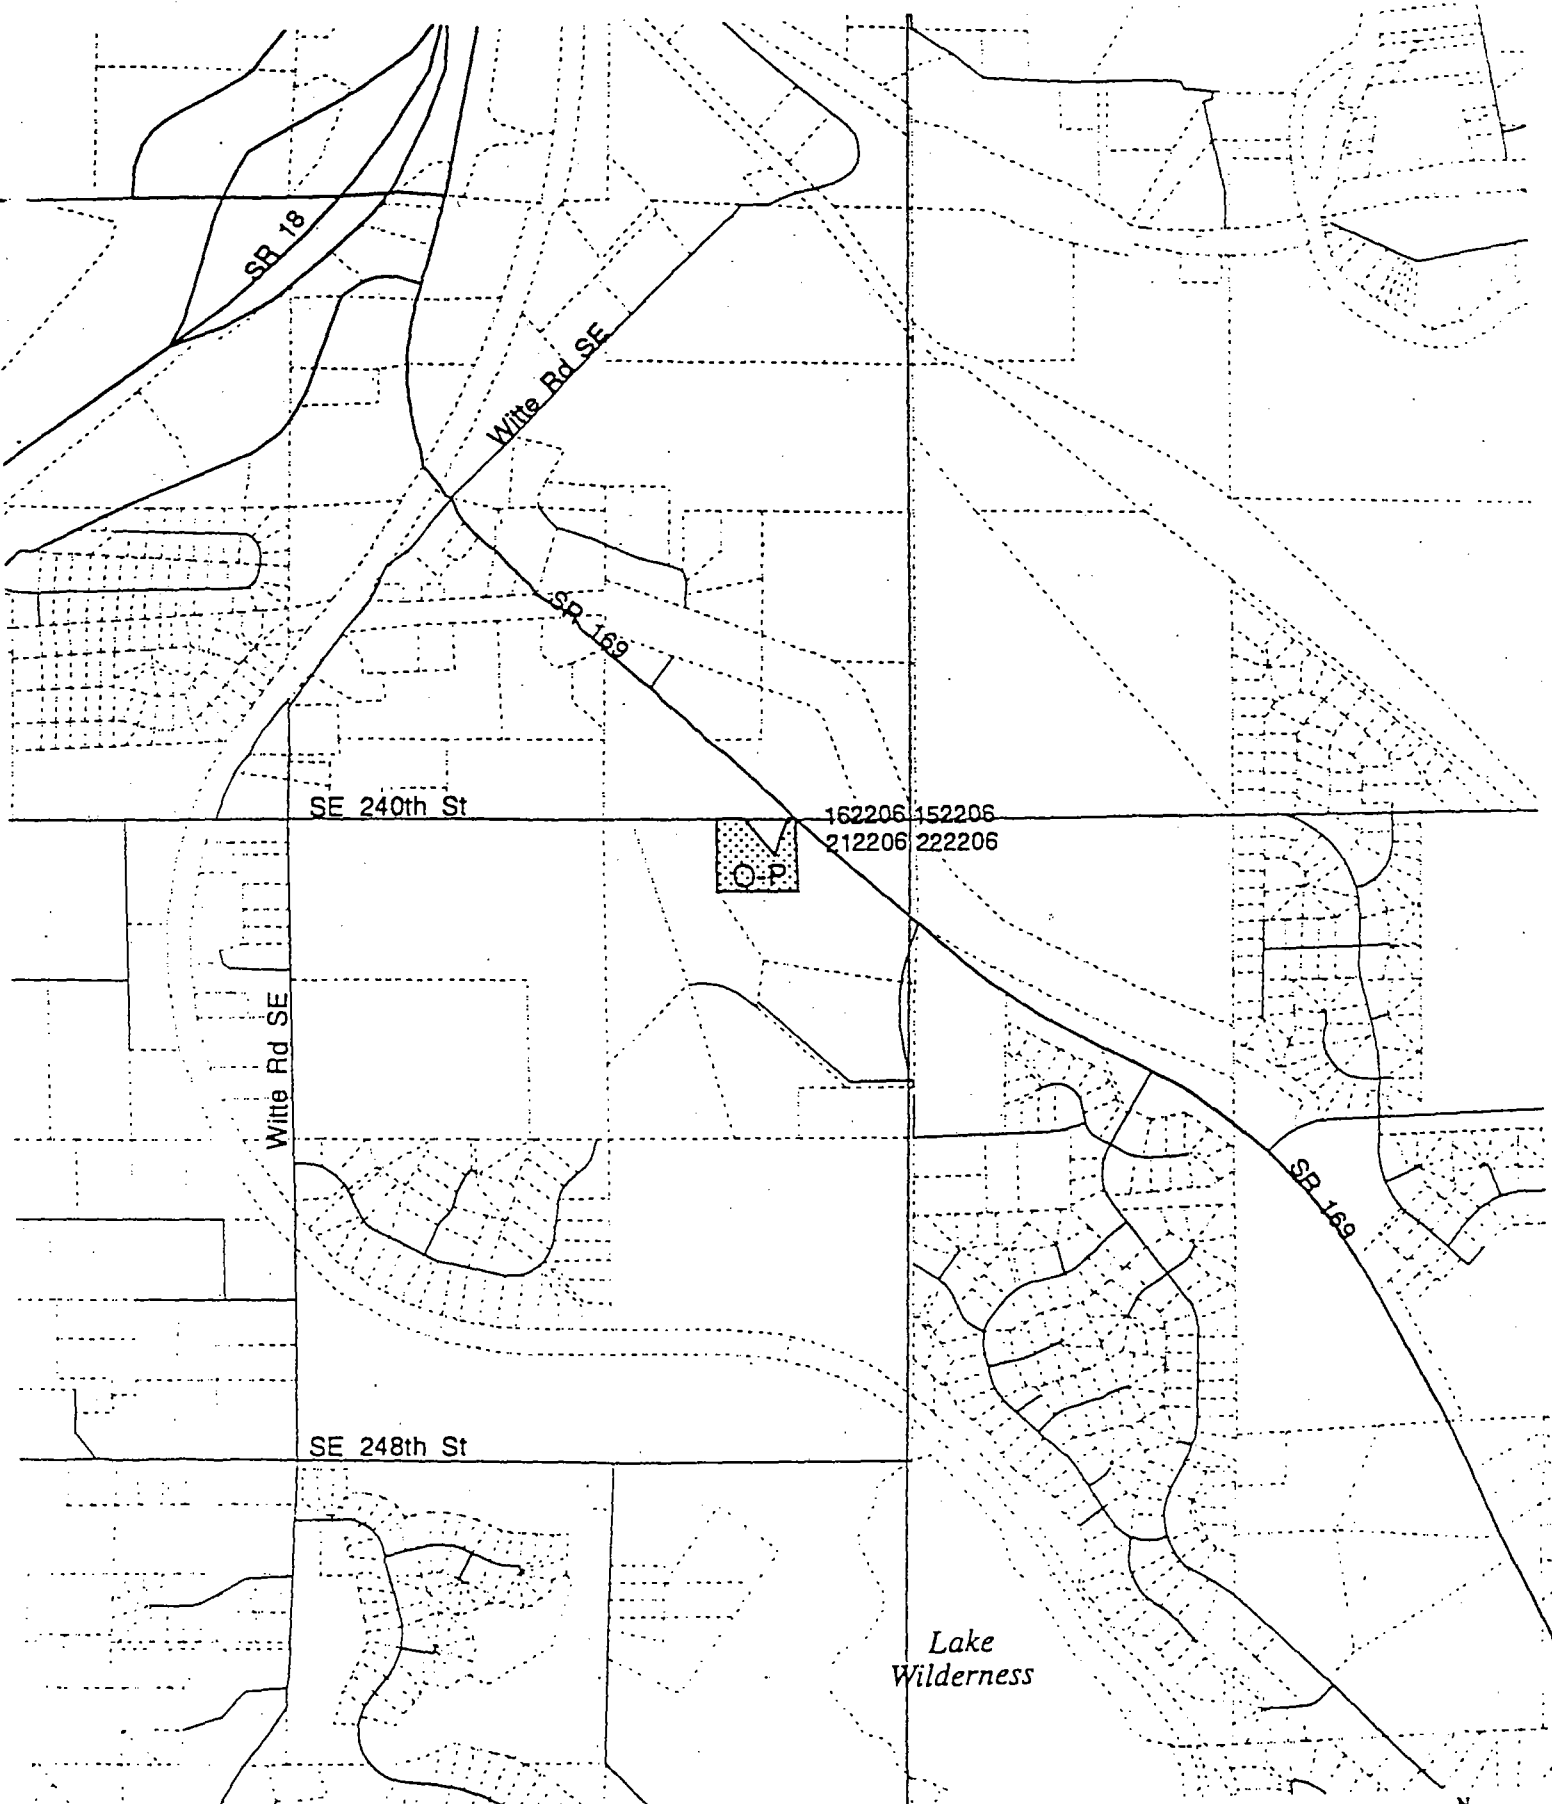 SR 18
Witte Rd SE
SR 169
SE 240th St
162206 152206
212206 222206
O-P
Witte Rd SE
SR 169
SE 248th St
Lake
Wilderness
N